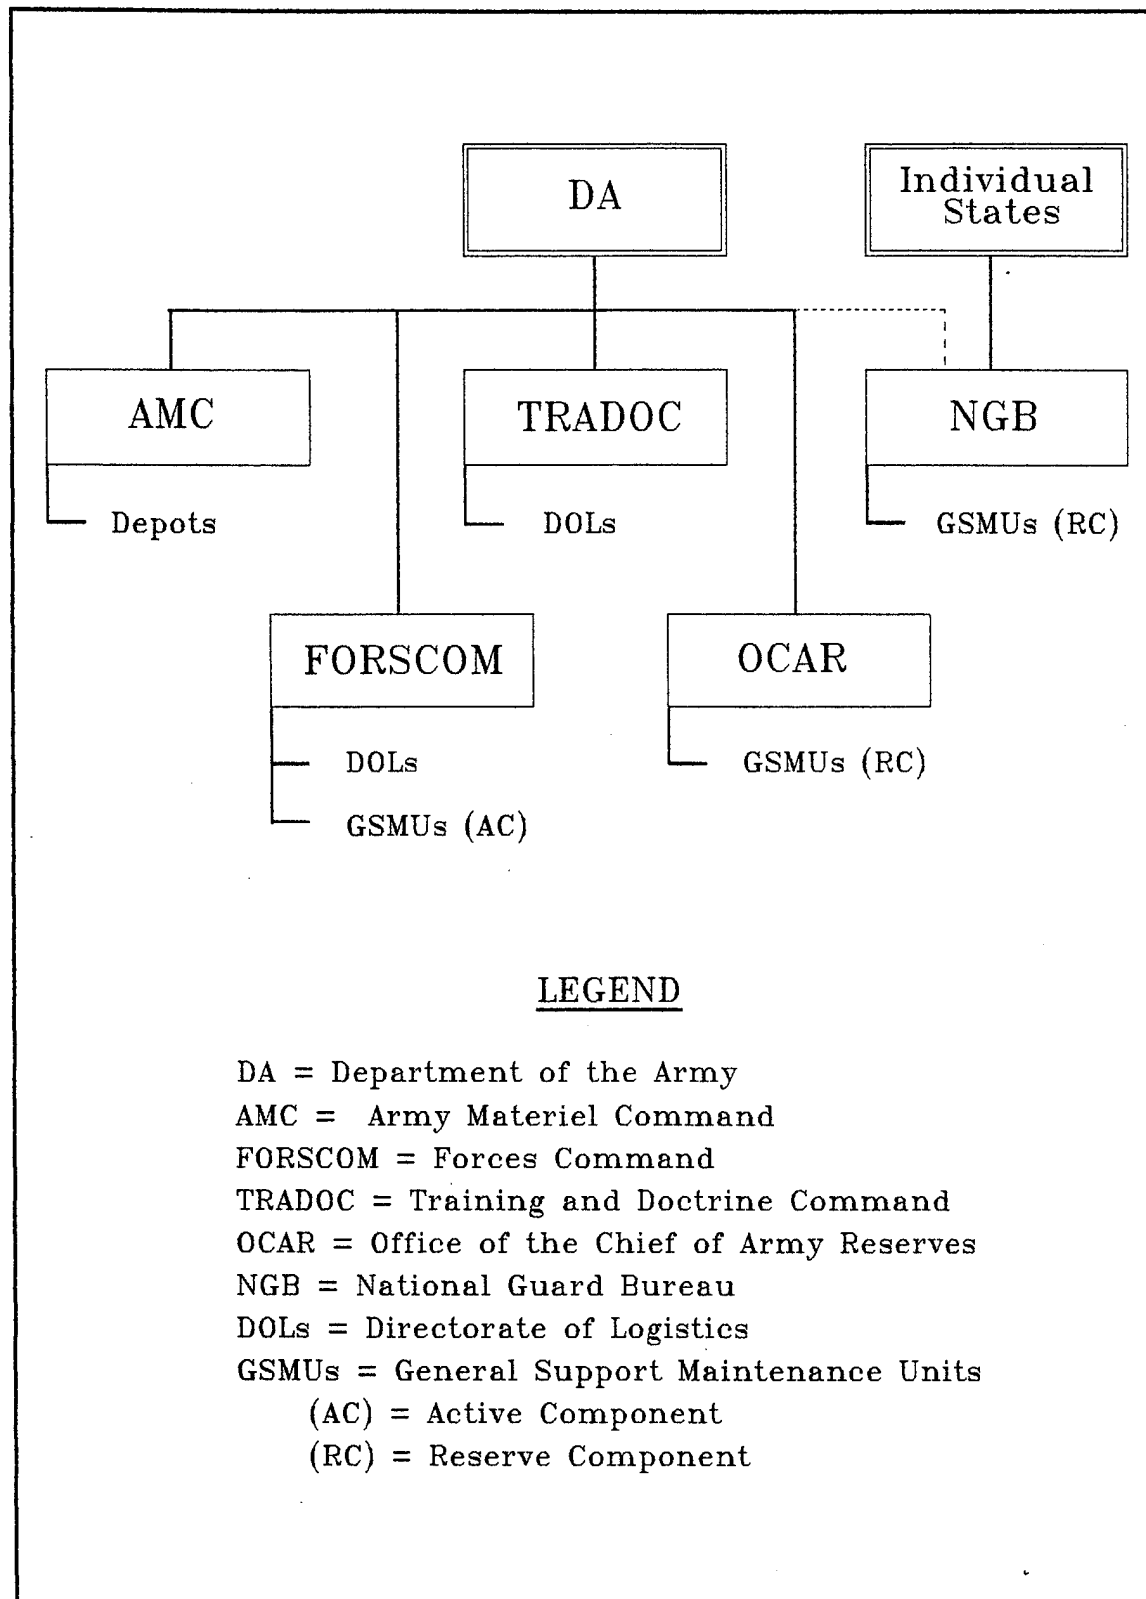 DA
Individual
States
AMC
TRADOC
NGB
Depots
DOLs
GSMUs (RC)
FORSCOM
OCAR
DOLs
GSMUs (RC)
GSMUs (AC)
LEGEND
DA = Department of the Army
AMC = Army Materiel Command
FORSCOM = Forces Command
TRADOC = Training and Doctrine Command
OCAR = Office of the Chief of Army Reserves
NGB = National Guard Bureau
DOLs = Directorate of Logistics
GSMUs = General Support Maintenance Units
(AC) = Active Component
(RC) = Reserve Component